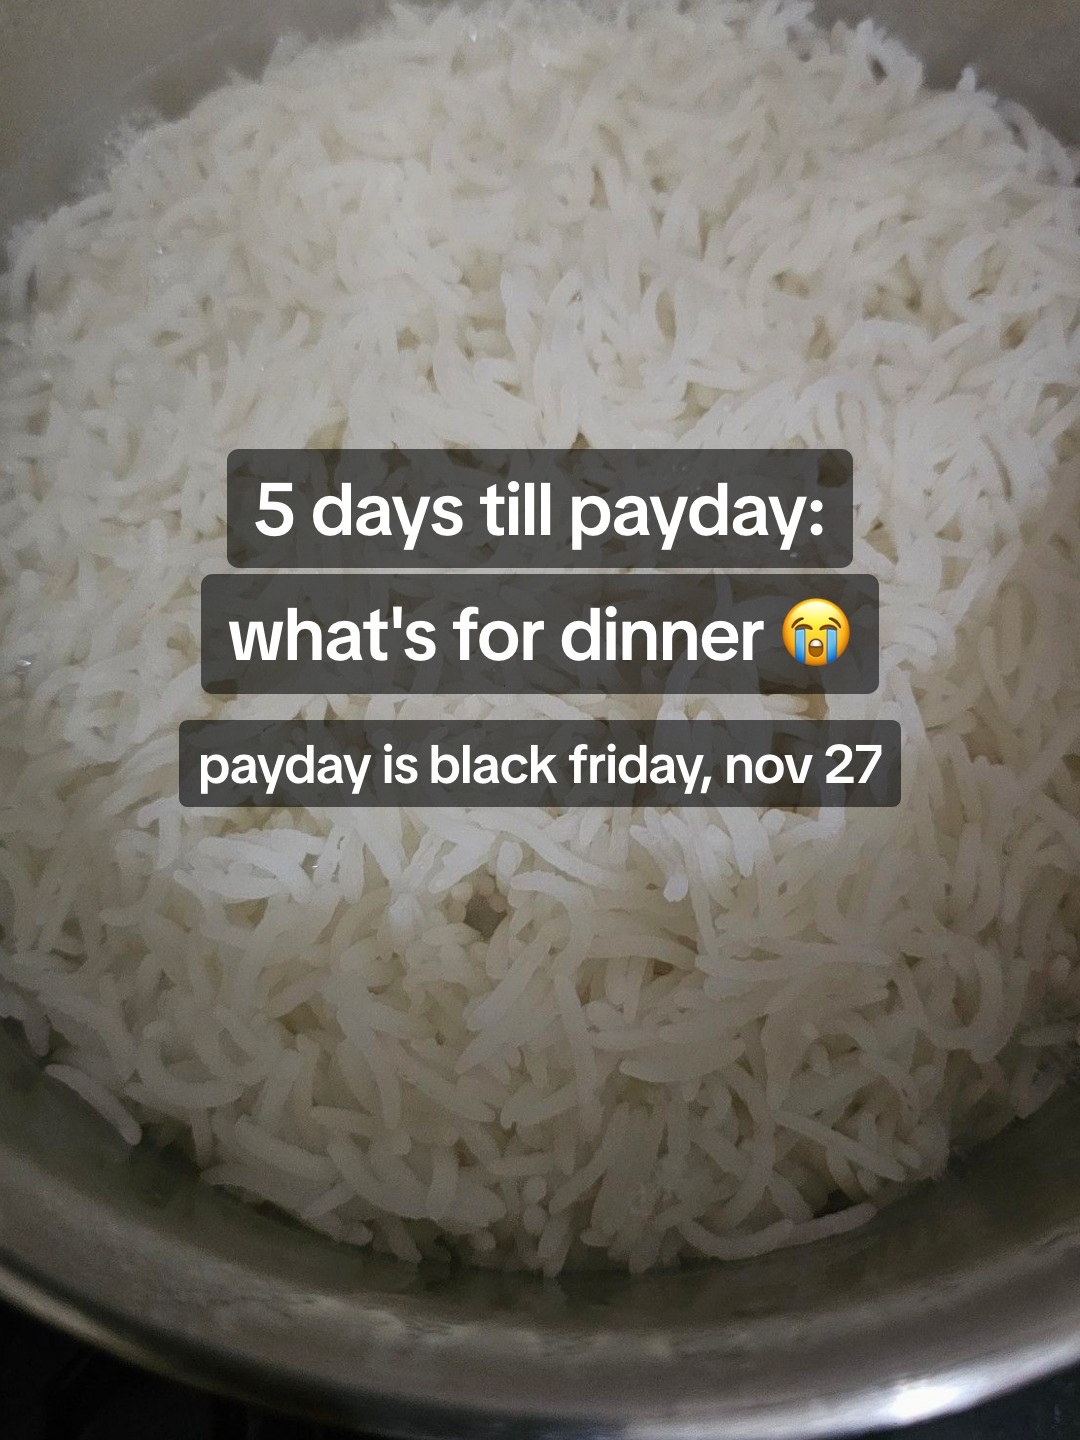 5 days till payday:
what's for dinner 😭
payday is black friday, nov 27